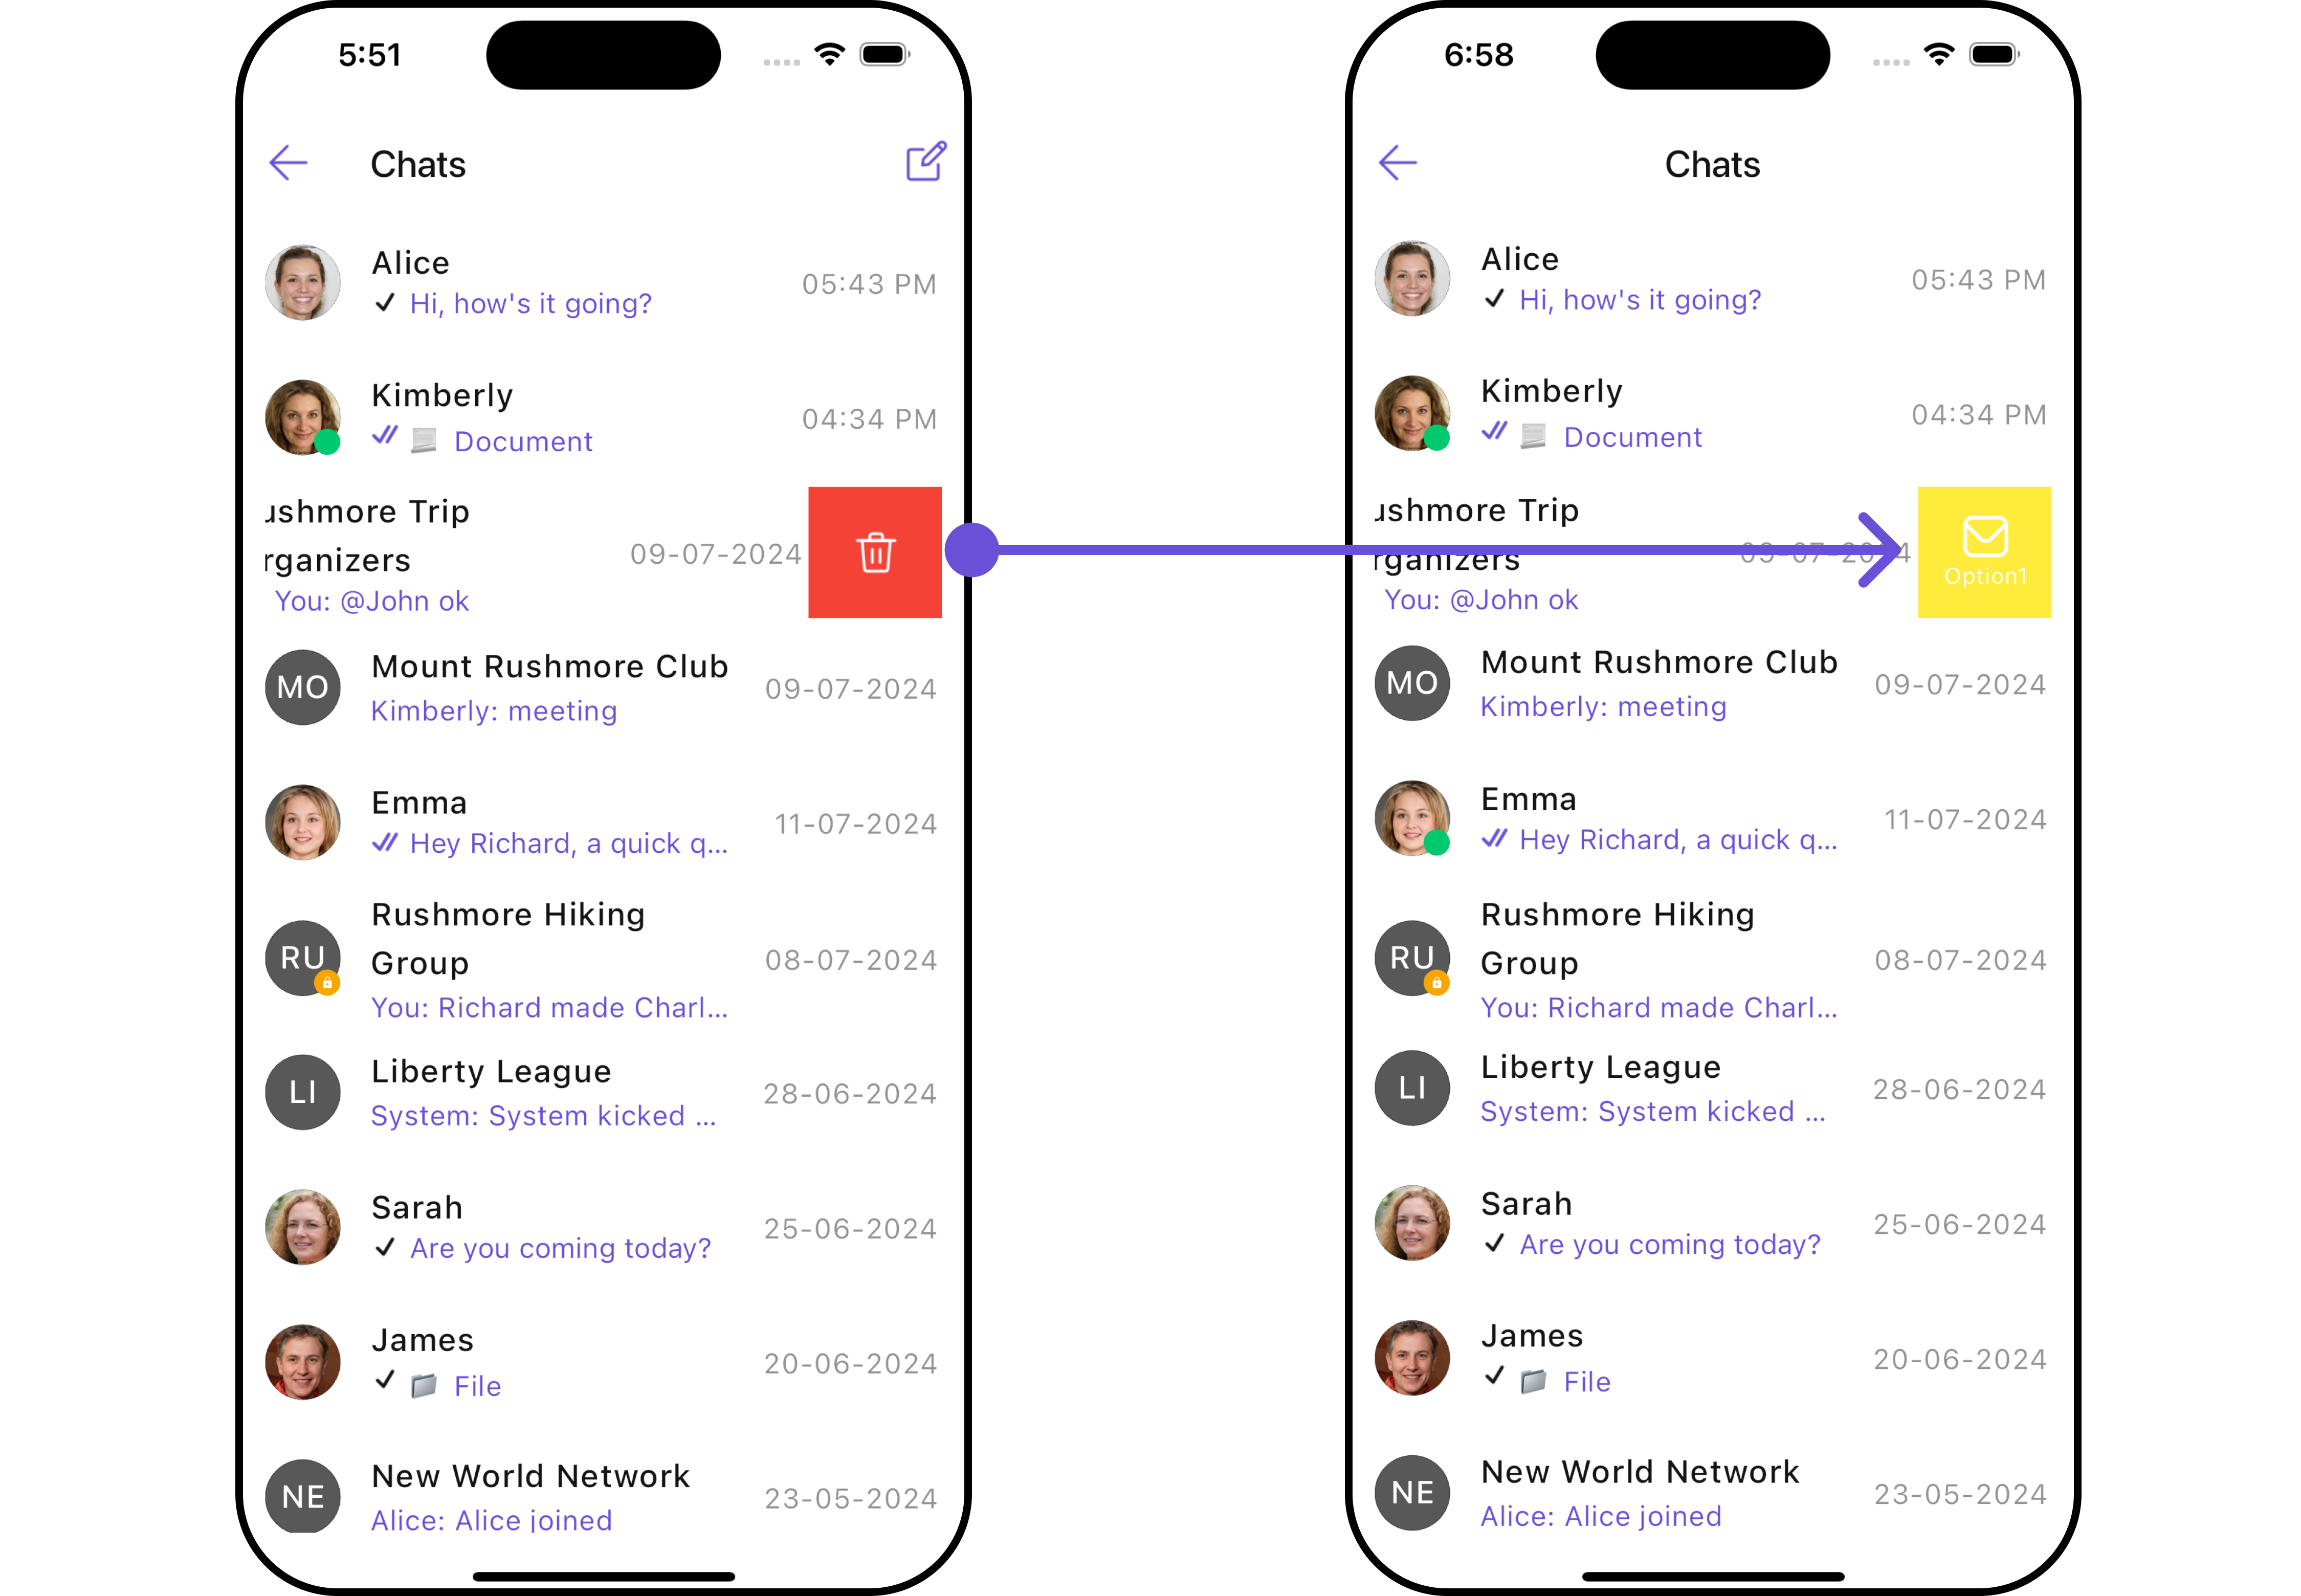 5:51
Chats
Alice
Hi, how's it going?
05:43 PM
Kimberly
Document
04:34 PM
ushmore Trip
rganizers
You: @John ok
09-07-2024
MO
Mount Rushmore Club
Kimberly: meeting
09-07-2024
Emma
Hey Richard, a quick q...
11-07-2024
RU
Rushmore Hiking
Group
You: Richard made Charl...
08-07-2024
LI
Liberty League
System: System kicked ...
28-06-2024
Sarah
Are you coming today?
25-06-2024
James
File
20-06-2024
NE
New World Network
Alice: Alice joined
23-05-2024
6:58
Chats
Alice
Hi, how's it going?
05:43 PM
Kimberly
Document
04:34 PM
ushmore Trip
rganizers
You: @John ok
09-07-2024
Option1
MO
Mount Rushmore Club
Kimberly: meeting
09-07-2024
Emma
Hey Richard, a quick q...
11-07-2024
RU
Rushmore Hiking
Group
You: Richard made Charl...
08-07-2024
LI
Liberty League
System: System kicked ...
28-06-2024
Sarah
Are you coming today?
25-06-2024
James
File
20-06-2024
NE
New World Network
Alice: Alice joined
23-05-2024